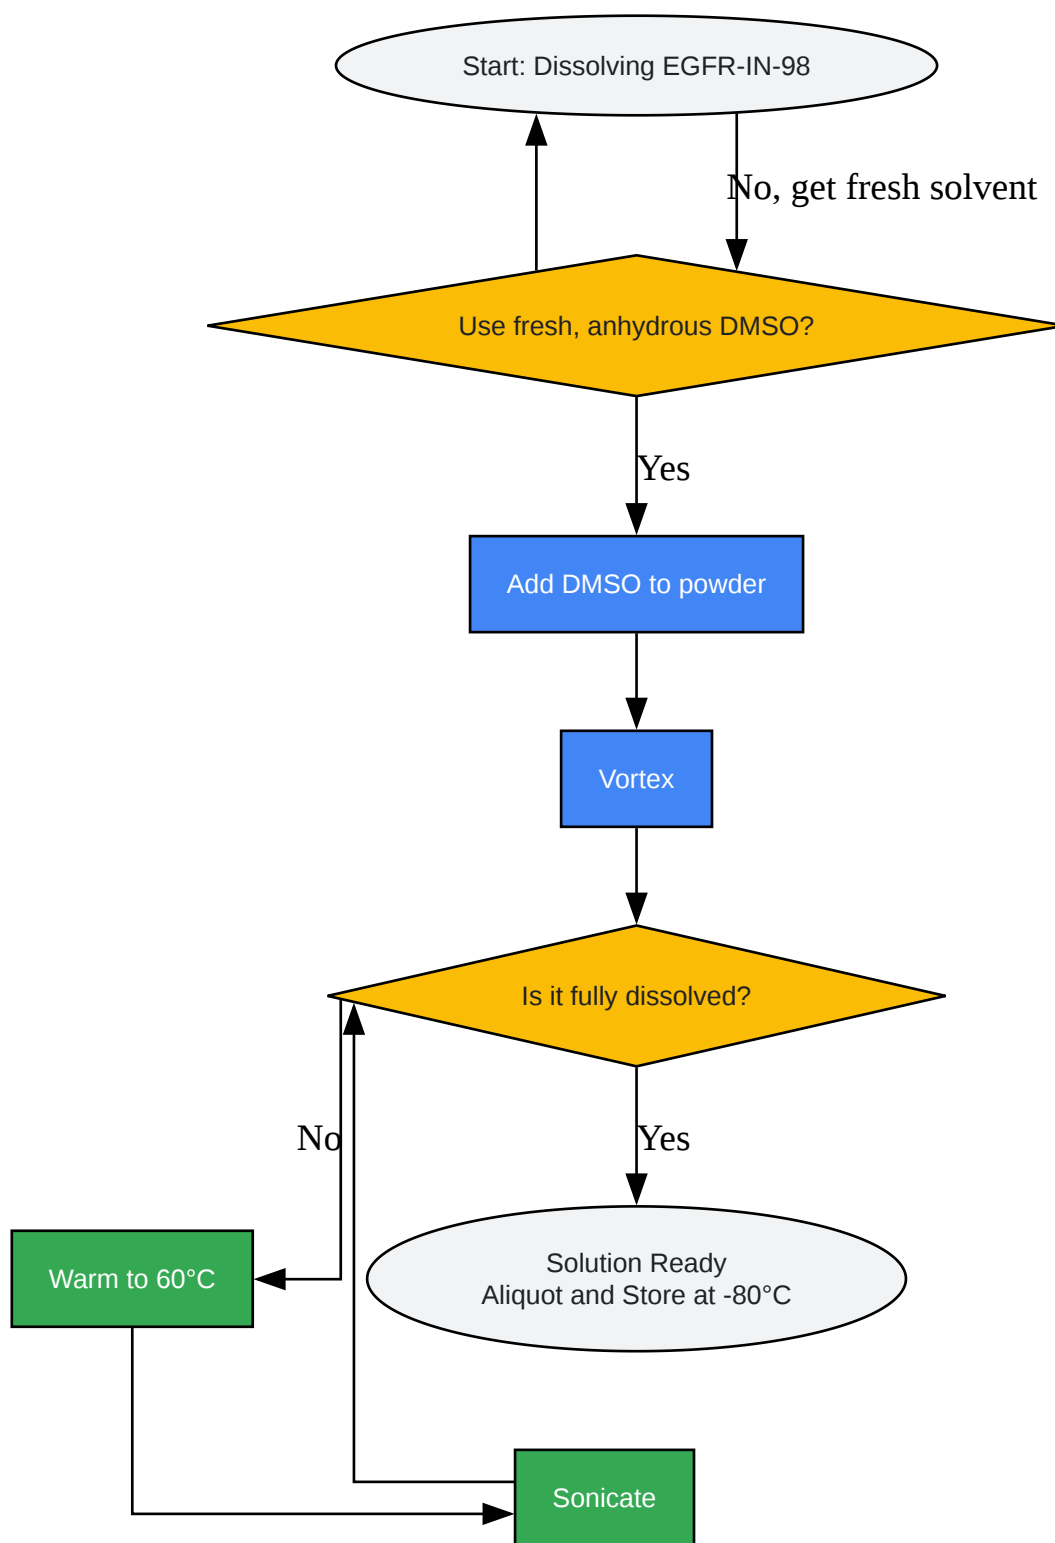 Start: Dissolving EGFR-IN-98
No, get fresh solvent
Use fresh, anhydrous DMSO?
Yes
Add DMSO to powder
Vortex
Is it fully dissolved?
No
Yes
Warm to 60°C
Solution Ready
Aliquot and Store at -80°C
Sonicate